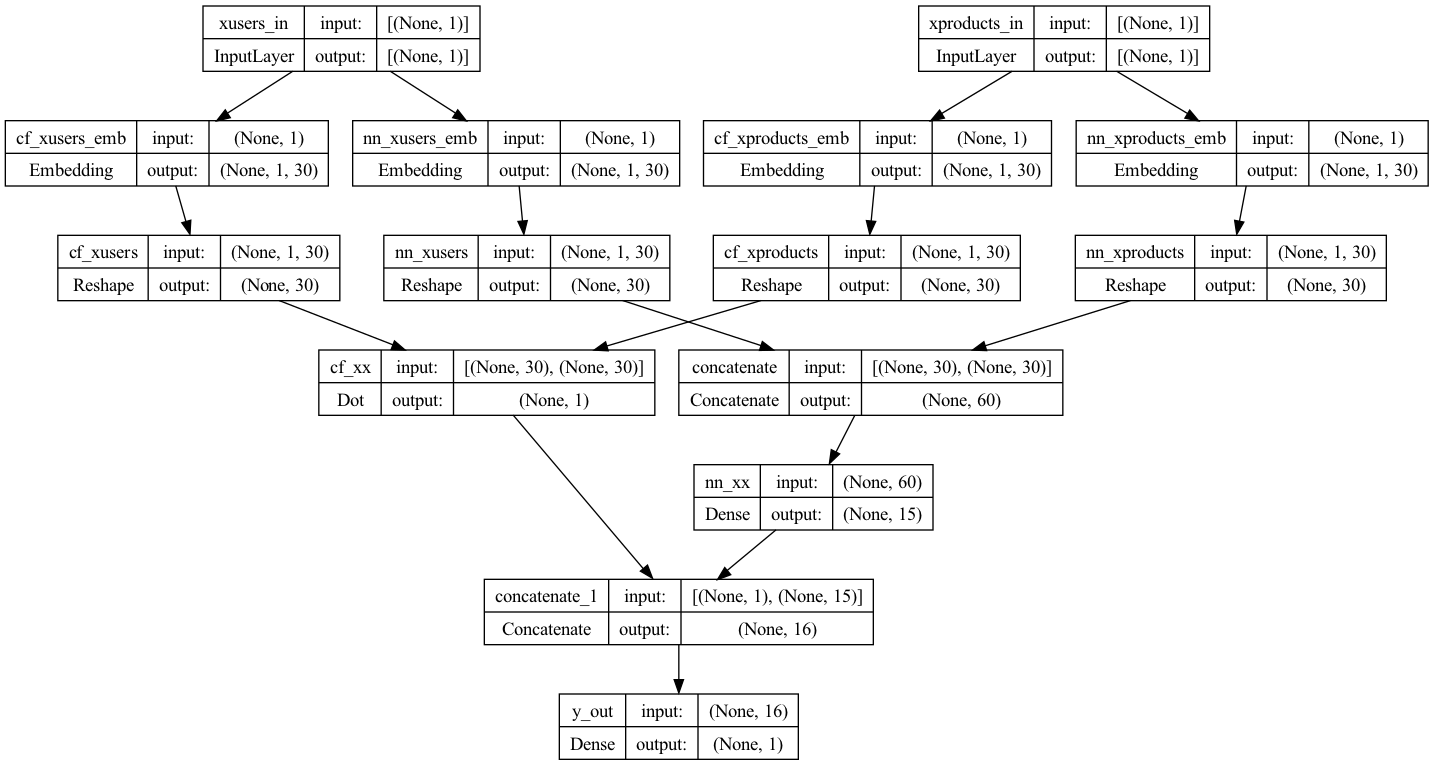 xusers_in input: [(None, 1)]
InputLayer output: [(None, 1)]
xproducts_in input: [(None, 1)]
InputLayer output: [(None, 1)]
cf_xusers_emb input: (None, 1)
Embedding output: (None, 1, 30)
nn_xusers_emb input: (None, 1)
Embedding output: (None, 1, 30)
cf_xproducts_emb input: (None, 1)
Embedding output: (None, 1, 30)
nn_xproducts_emb input: (None, 1)
Embedding output: (None, 1, 30)
cf_xusers input: (None, 1, 30)
Reshape output: (None, 30)
nn_xusers input: (None, 1, 30)
Reshape output: (None, 30)
cf_xproducts input: (None, 1, 30)
Reshape output: (None, 30)
nn_xproducts input: (None, 1, 30)
Reshape output: (None, 30)
cf_xx input: [(None, 30), (None, 30)]
Dot output: (None, 1)
concatenate input: [(None, 30), (None, 30)]
Concatenate output: (None, 60)
nn_xx input: (None, 60)
Dense output: (None, 15)
concatenate_1 input: [(None, 1), (None, 15)]
Concatenate output: (None, 16)
y_out input: (None, 16)
Dense output: (None, 1)